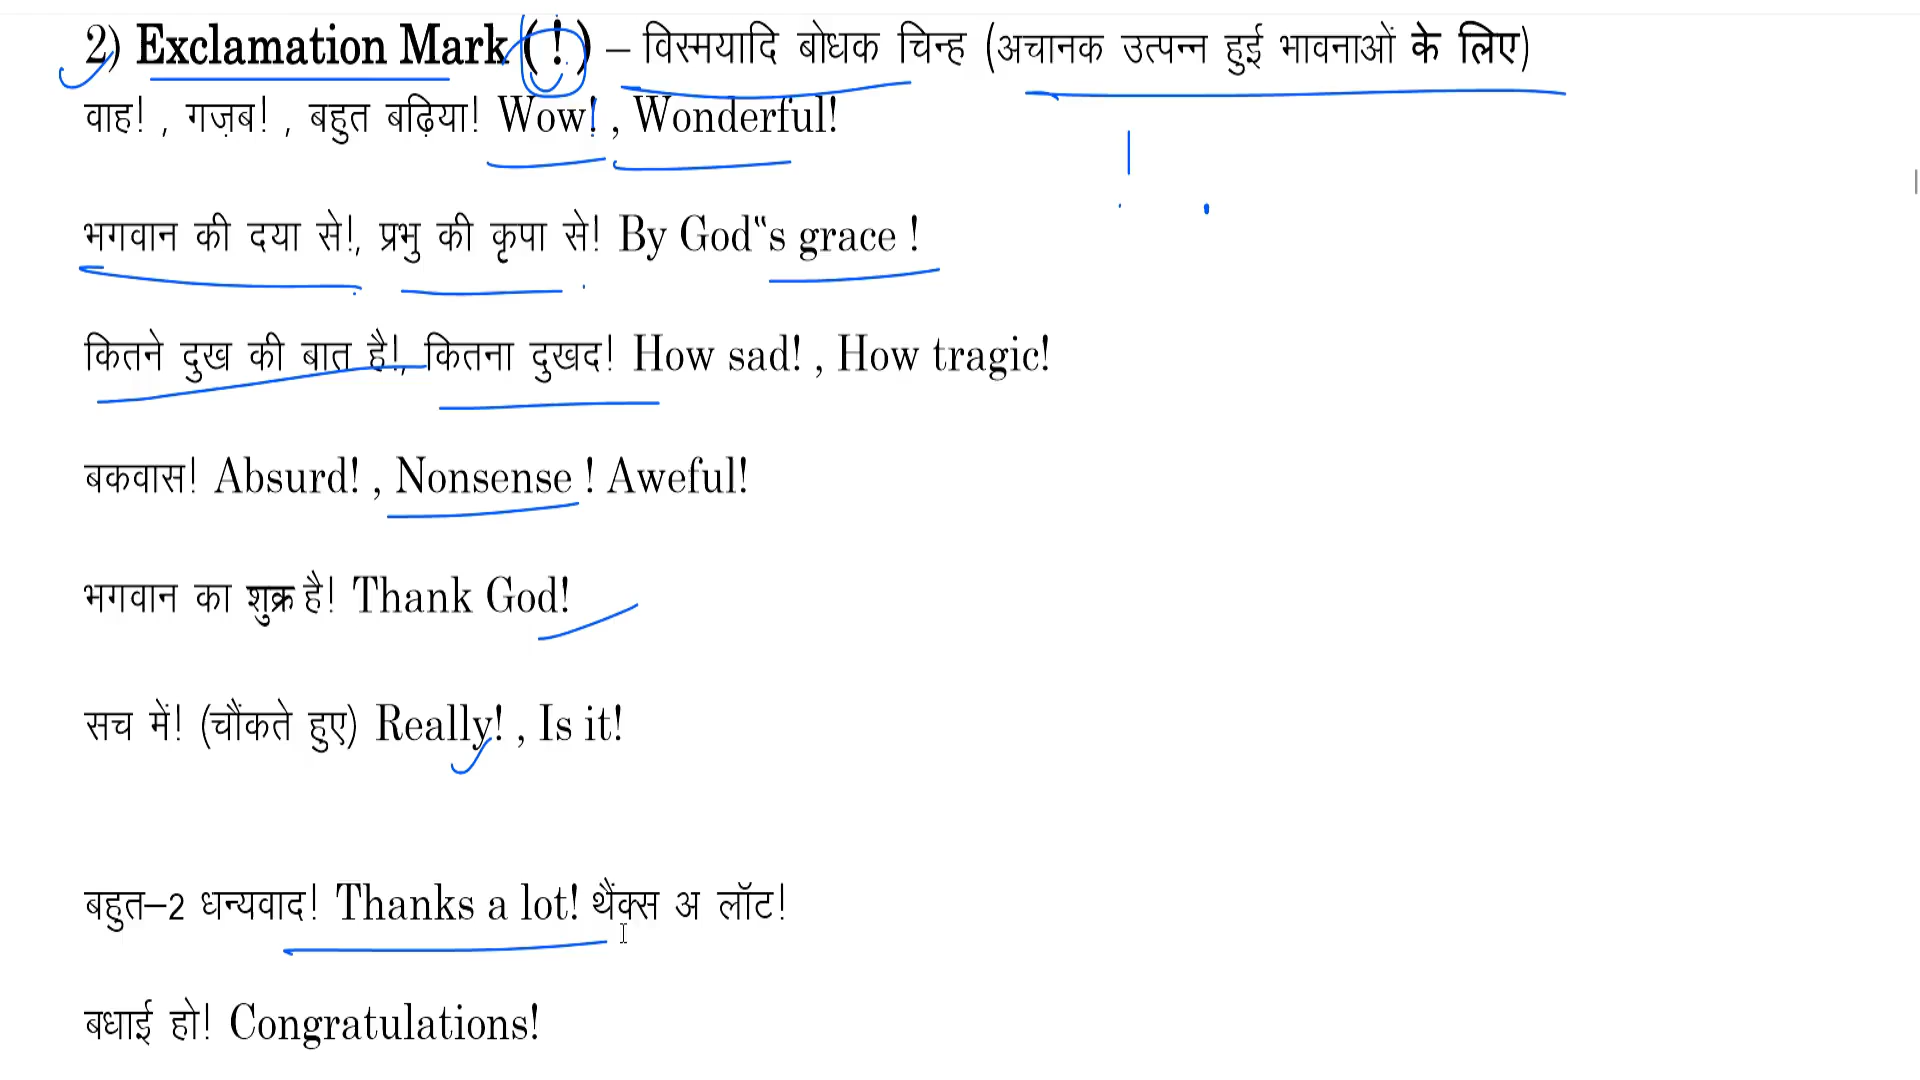 2) Exclamation Mark (!) – विस्मयादि बोधक चिन्ह (अचानक उत्पन्न हुई भावनाओं के लिए)
वाह! , गज़ब! , बहुत बढ़िया! Wow! , Wonderful!
भगवान की दया से!, प्रभु की कृपा से! By God‟s grace !
कितने दुख की बात है!, कितना दुखद! How sad! , How tragic!
बकवास! Absurd! , Nonsense ! Aweful!
भगवान का शुक्र है! Thank God!
सच में! (चौंकते हुए) Really! , Is it!
बहुत–2 धन्यवाद! Thanks a lot! थैंक्स अ लॉट!
बधाई हो! Congratulations!